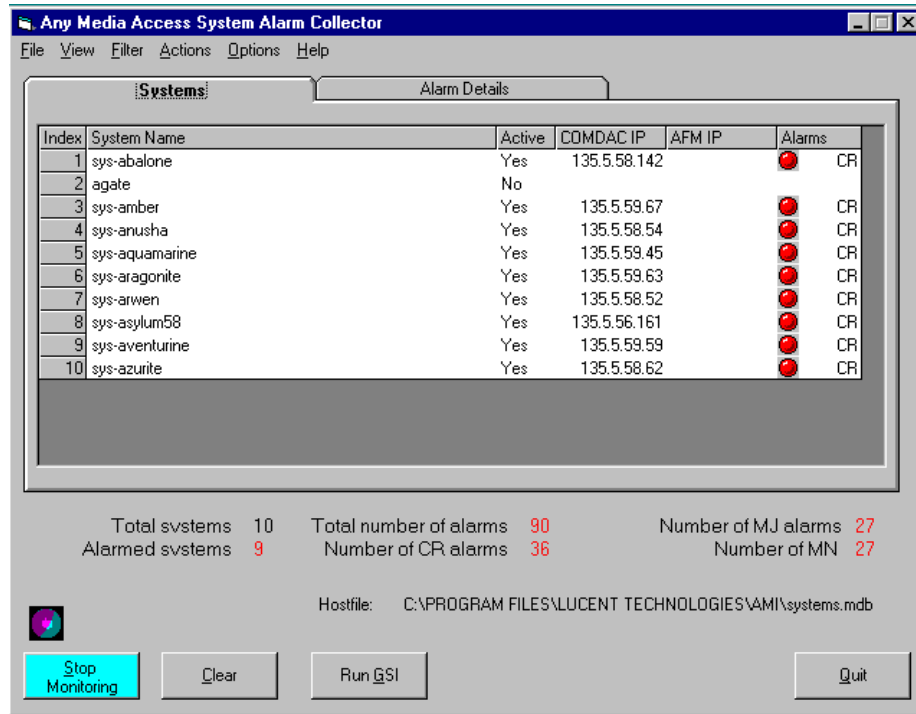 Any Media Access System Alarm Collector
File View Filter Actions Options Help
Systems Alarm Details
Index System Name Active COMDAC IP AFM IP Alarms
1 sys-abalone Yes 135.5.58.142 CR
2 agate No
3 sys-amber Yes 135.5.59.67 CR
4 sys-anusha Yes 135.5.58.54 CR
5 sys-aquamarine Yes 135.5.59.45 CR
6 sys-aragonite Yes 135.5.59.63 CR
7 sys-arwen Yes 135.5.58.52 CR
8 sys-asylum58 Yes 135.5.56.161 CR
9 sys-aventurine Yes 135.5.59.59 CR
10 sys-azurite Yes 135.5.58.62 CR
Total systems 10 Total number of alarms 90 Number of MJ alarms 27
Alarmed systems 9 Number of CR alarms 36 Number of MN 27
Hostfile: C:\PROGRAM FILES\LUCENT TECHNOLOGIES\AMI\systems.mdb
Stop Monitoring Clear Run GSI Quit